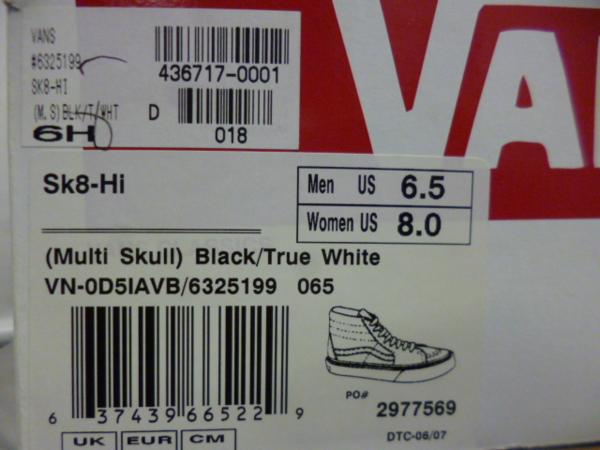 VANS
#6325199
SK8-HI
(M.S)BLK/T/WHT
6H
436717-0001
D
018
VAN
Sk8-Hi
Men US 6.5
Women US 8.0
(Multi Skull) Black/True White
VN-0D5IAVB/6325199 065
6 37439 66522 9
PO# 2977569
DTC-06/07
UK EUR CM